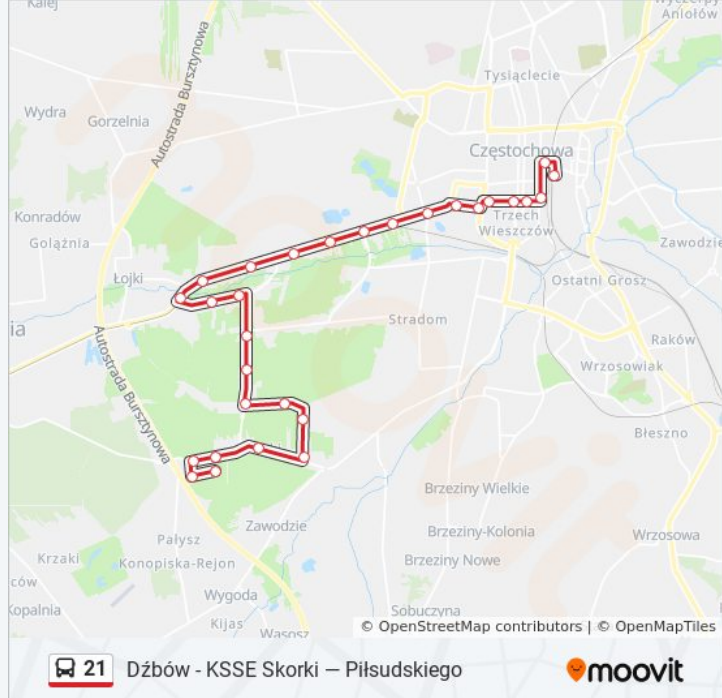 Kalej
Wyczerpy
Aniołów
Autostrada Bursztynowa
Tysiąclecie
Wydra
Gorzelnia
Częstochowa
Konradów
Golążnia
Trzech
Wieszczów
Zawodzie
Łojki
Ostatni Grosz
Stradom
Raków
Wrzosowiak
Autostrada Bursztynowa
Błeszno
Brzeziny Wielkie
Zawodzie
Brzeziny-Kolonia
Wrzosowa
Pałysz
Krzaki
Konopiska-Rejon
Brzeziny Nowe
Kopalnia
Wygoda
Kijas
Sobuczyna
Wąsosz
© OpenStreetMap contributors | © OpenMapTiles
21 Dźbów - KSSE Skorki — Piłsudskiego
moovit